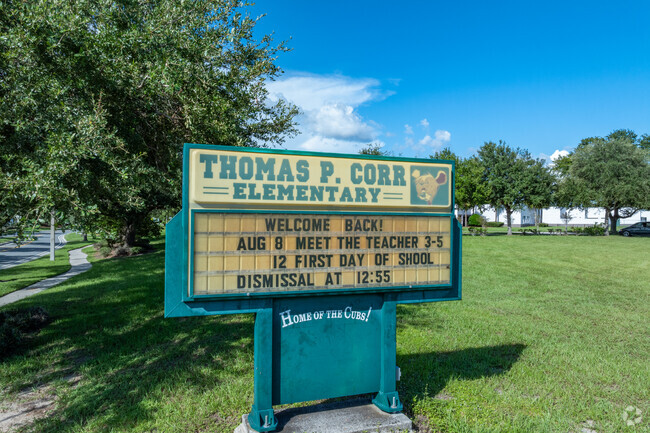 THOMAS P. CORR
ELEMENTARY
WELCOME BACK!
AUG 8 MEET THE TEACHER 3-5
12 FIRST DAY OF SHOOL
DISMISSAL AT 12:55
HOME OF THE CUBS!